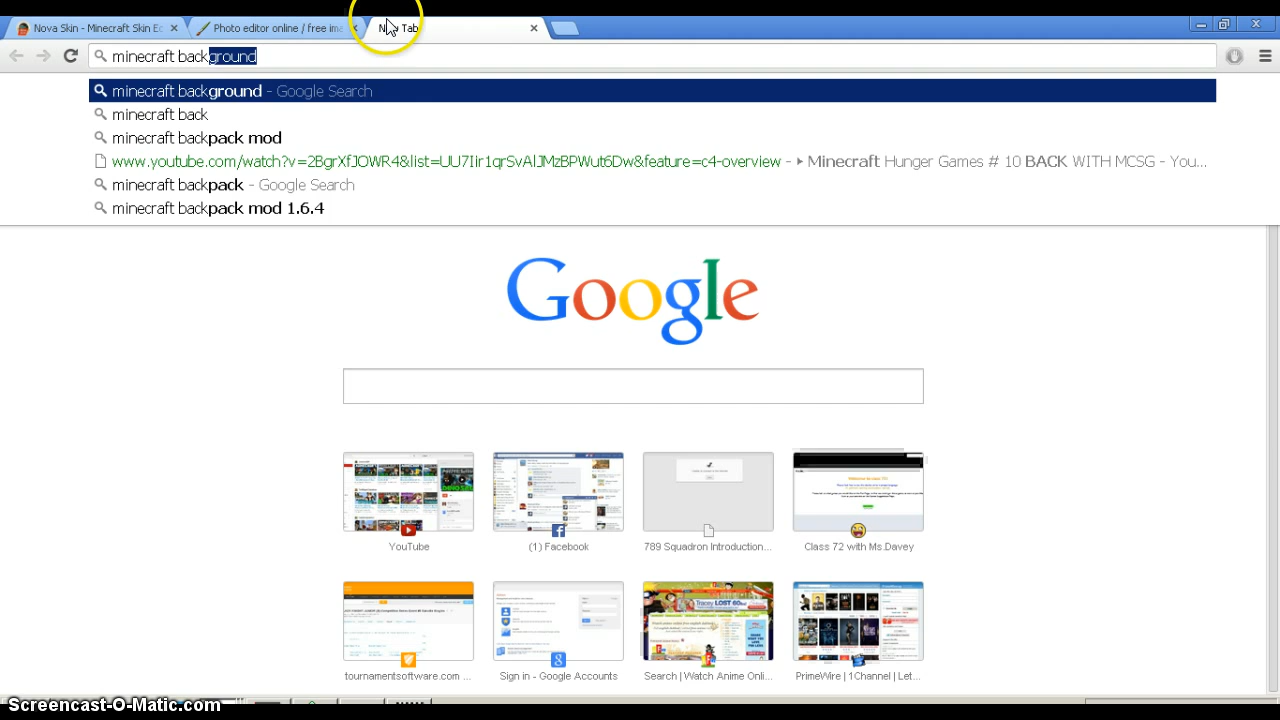 Nova Skin - Minecraft Skin Ec
Photo editor online / free im
New Tab
minecraft background
minecraft background - Google Search
minecraft back
minecraft backpack mod
www.youtube.com/watch?v=2BgrXfJOWR4&list=UU7Iir1qrSvAlJMzBPWut6Dw&feature=c4-overview - ▸ Minecraft Hunger Games # 10 BACK WITH MCSG - You...
minecraft backpack - Google Search
minecraft backpack mod 1.6.4
Google
YouTube
(1) Facebook
789 Squadron Introduction...
Class 72 with Ms.Davey
tournamentsoftware.com ...
Sign in - Google Accounts
Search | Watch Anime Onli...
PrimeWire | 1Channel | Let...
Screencast-O-Matic.com